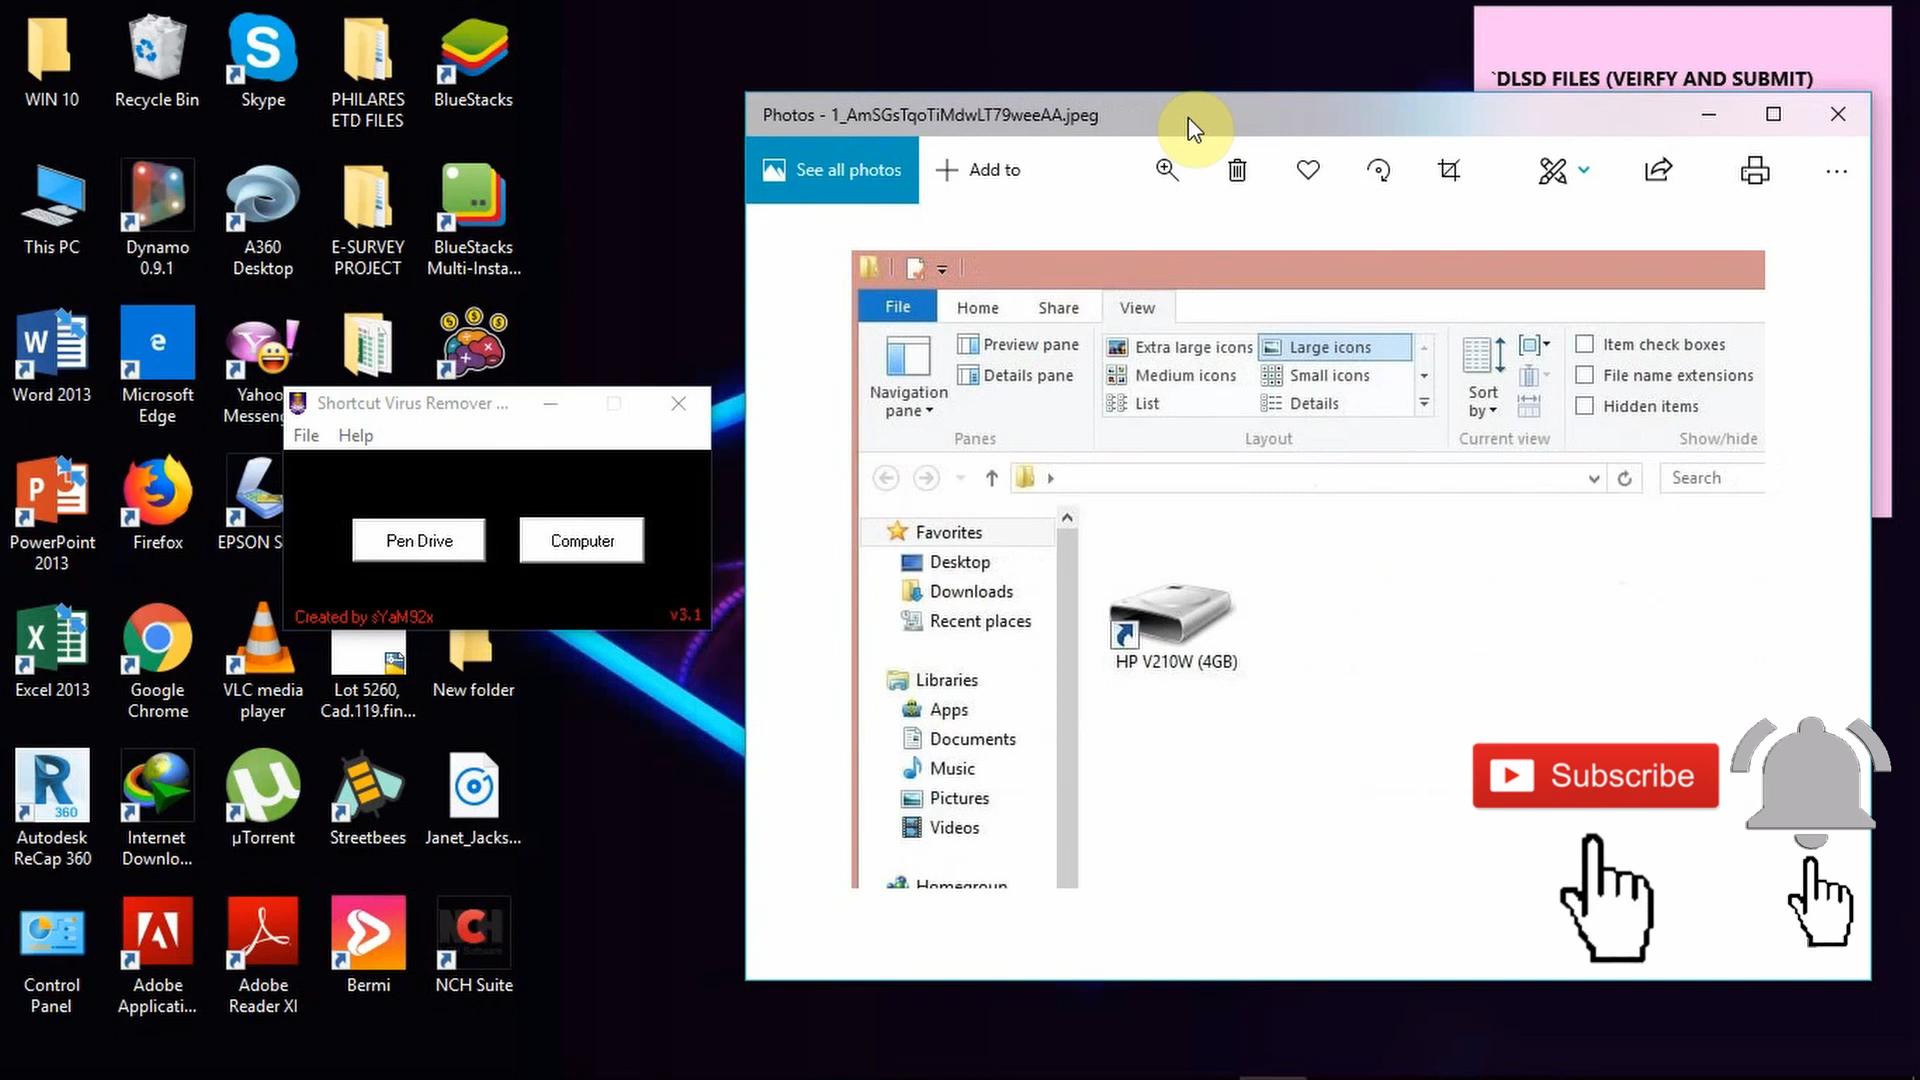 WIN 10
Recycle Bin
Skype
PHILARES
ETD FILES
BlueStacks
This PC
Dynamo
0.9.1
A360
Desktop
E-SURVEY
PROJECT
BlueStacks
Multi-Insta...
Word 2013
Microsoft
Edge
Yahoo
Messeng
PowerPoint
2013
Firefox
EPSON S
Excel 2013
Google
Chrome
VLC media
player
Lot 5260,
Cad.119.fin...
New folder
360
Autodesk
ReCap 360
Internet
Downlo...
µTorrent
Streetbees
Janet_Jacks...
Control
Panel
Adobe
Applicati...
Adobe
Reader XI
Bermi
NCH
Software
NCH Suite
Shortcut Virus Remover ...
File Help
Pen Drive Computer
Created by sYaM92x v3.1
`DLSD FILES (VEIRFY AND SUBMIT)
Photos - 1_AmSGsTqoTiMdwLT79weeAA.jpeg
See all photos Add to
File Home Share View
Navigation
pane
Preview pane
Details pane
Panes
Extra large icons Large icons
Medium icons Small icons
List Details
Layout
Sort
by
Current view
Item check boxes
File name extensions
Hidden items
Show/hide
Search
Favorites
Desktop
Downloads
Recent places
Libraries
Apps
Documents
Music
Pictures
Videos
Homegroup
HP V210W (4GB)
Subscribe